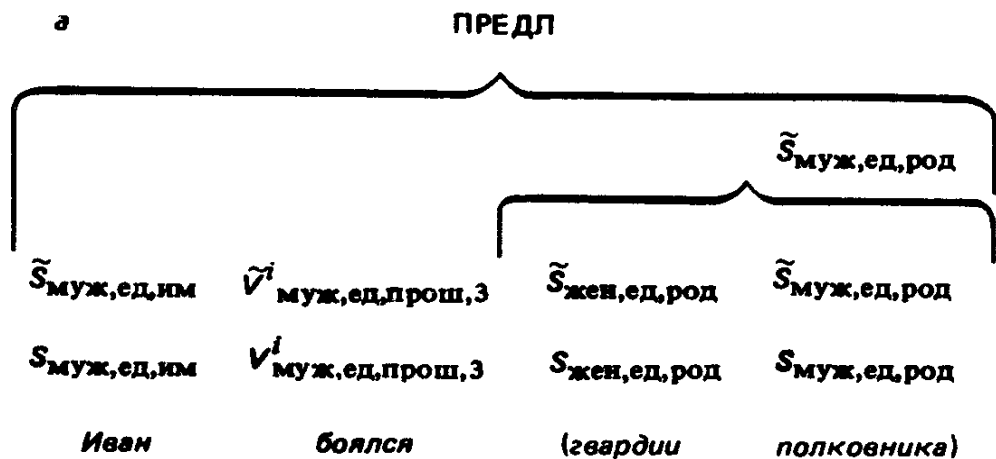 а ПРЕДЛ
S̃муж,ед,род
S̃муж,ед,им Ṽⁱмуж,ед,прош,3 S̃жен,ед,род S̃муж,ед,род
Sмуж,ед,им Vⁱмуж,ед,прош,3 Sжен,ед,род Sмуж,ед,род
Иван боялся (гвардии полковника)